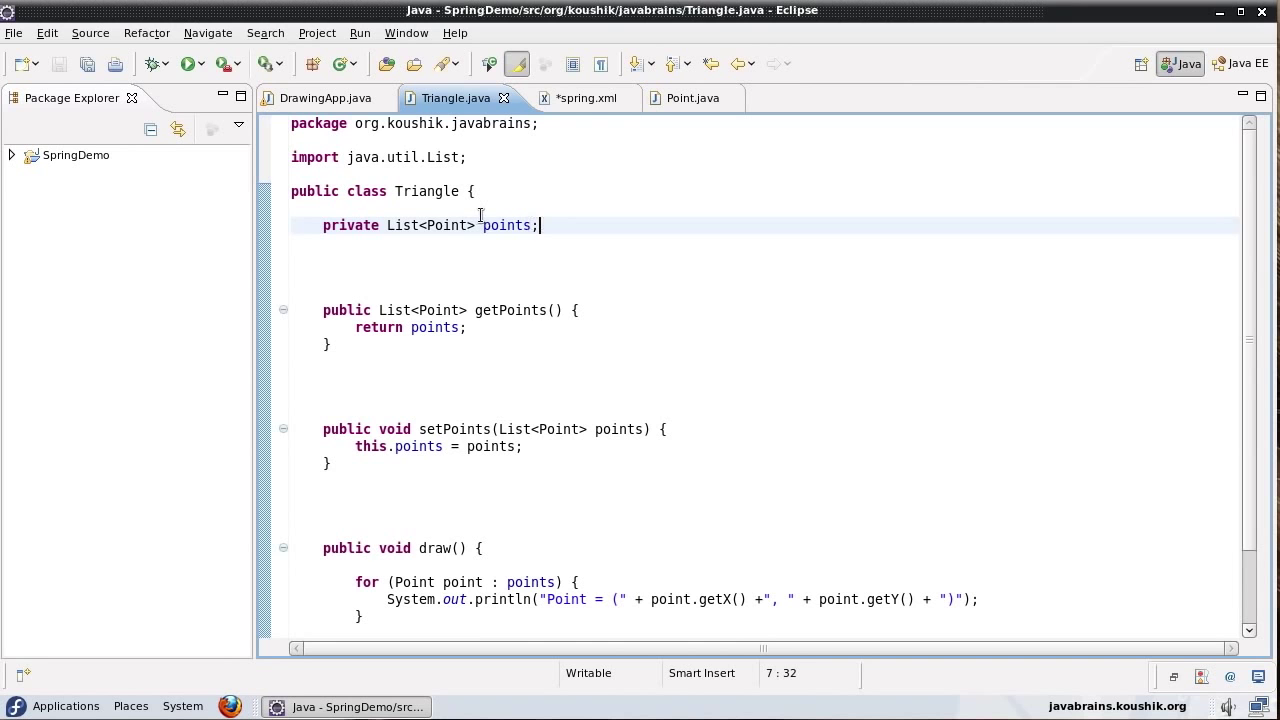 Java - SpringDemo/src/org/koushik/javabrains/Triangle.java - Eclipse
File Edit Source Refactor Navigate Search Project Run Window Help
Java Java EE
Package Explorer DrawingApp.java Triangle.java *spring.xml Point.java
SpringDemo
package org.koushik.javabrains;
import java.util.List;
public class Triangle {
private List<Point> points;
public List<Point> getPoints() {
return points;
}
public void setPoints(List<Point> points) {
this.points = points;
}
public void draw() {
for (Point point : points) {
System.out.println("Point = (" + point.getX() +", " + point.getY() + ")");
}
Writable Smart Insert 7 : 32
Applications Places System Java - SpringDemo/src... javabrains.koushik.org